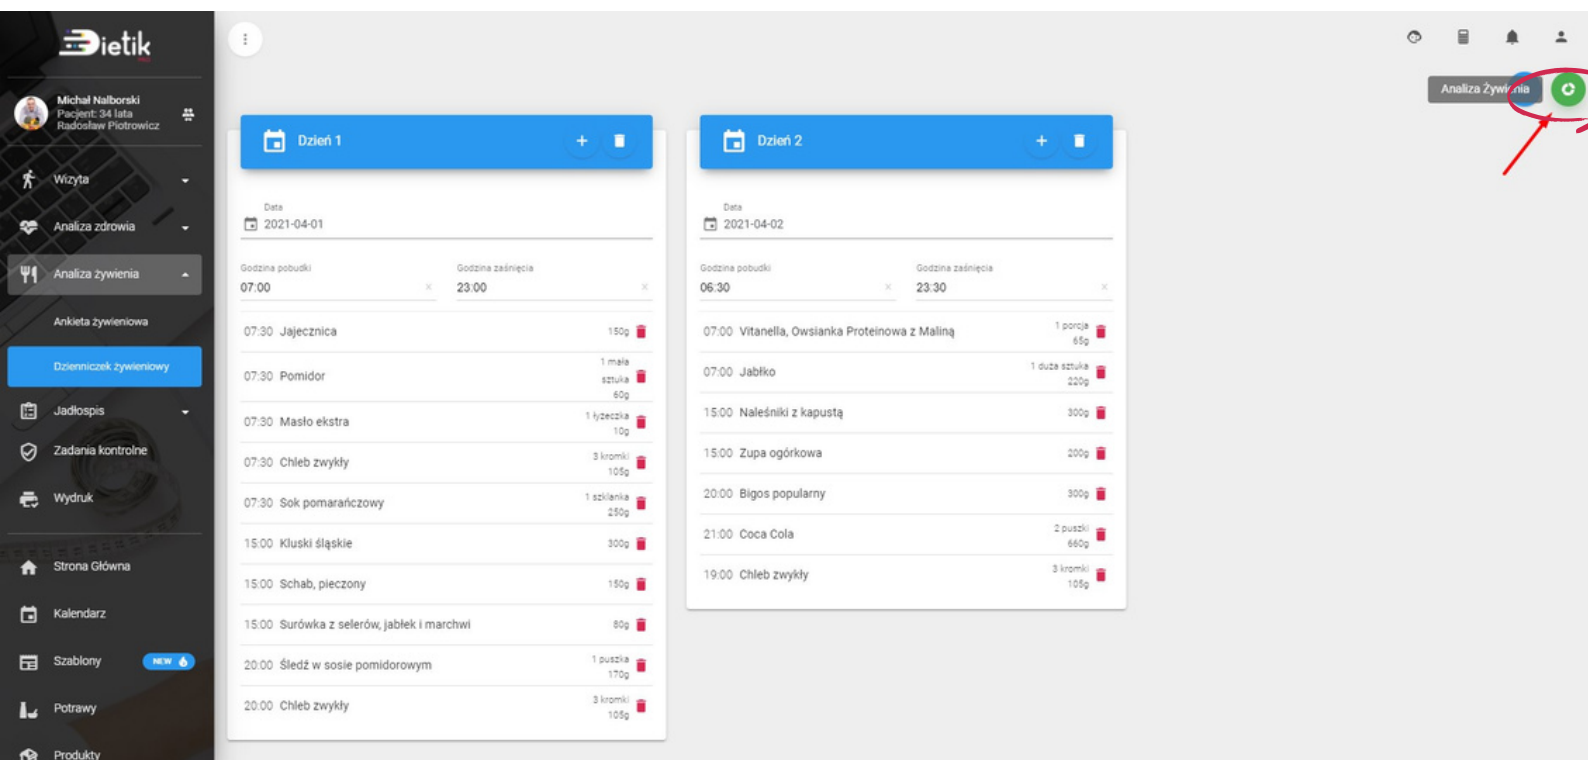 Dietik
PRO
Michał Nalborski
Pacjent: 34 lata
Radosław Piotrowicz
Wizyta
Analiza zdrowia
Analiza żywienia
Ankieta żywieniowa
Dzienniczek żywieniowy
Jadłospis
Zadania kontrolne
Wydruk
Strona Główna
Kalendarz
Szablony NEW
Potrawy
Produkty
Analiza Żywienia
Dzień 1
Data
2021-04-01
Godzina pobudki Godzina zaśnięcia
07:00 23:00
07:30 Jajecznica 150g
07:30 Pomidor 1 mała
sztuka
60g
07:30 Masło ekstra 1 łyżeczka
10g
07:30 Chleb zwykły 3 kromki
105g
07:30 Sok pomarańczowy 1 szklanka
250g
15:00 Kluski śląskie 300g
15:00 Schab, pieczony 150g
15:00 Surówka z selerów, jabłek i marchwi 80g
20:00 Śledź w sosie pomidorowym 1 puszka
170g
20:00 Chleb zwykły 3 kromki
105g
Dzień 2
Data
2021-04-02
Godzina pobudki Godzina zaśnięcia
06:30 23:30
07:00 Vitanella, Owsianka Proteinowa z Maliną 1 porcja
65g
07:00 Jabłko 1 duża sztuka
220g
15:00 Naleśniki z kapustą 300g
15:00 Zupa ogórkowa 200g
20:00 Bigos popularny 300g
21:00 Coca Cola 2 puszki
660g
19:00 Chleb zwykły 3 kromki
105g